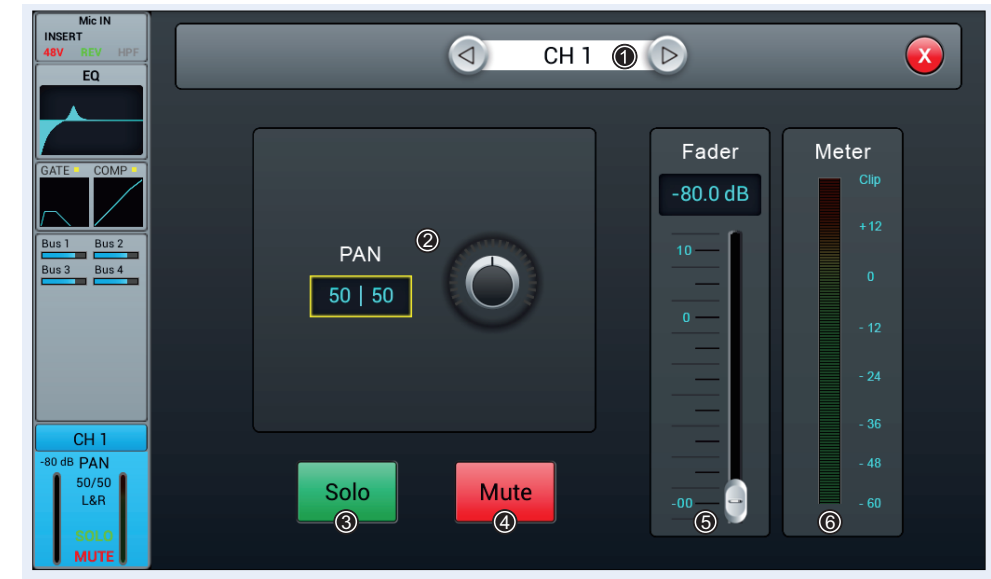 Mic IN
INSERT
48V REV HPF
EQ
GATE COMP
Bus 1 Bus 2
Bus 3 Bus 4
CH 1
-80 dB PAN
50/50
L&R
SOLO
MUTE
CH 1 ①
X
PAN ②
50 | 50
Solo
③
Mute
④
Fader
-80.0 dB
10
0
-00
⑤
Meter
Clip
+12
0
- 12
- 24
- 36
- 48
- 60
⑥